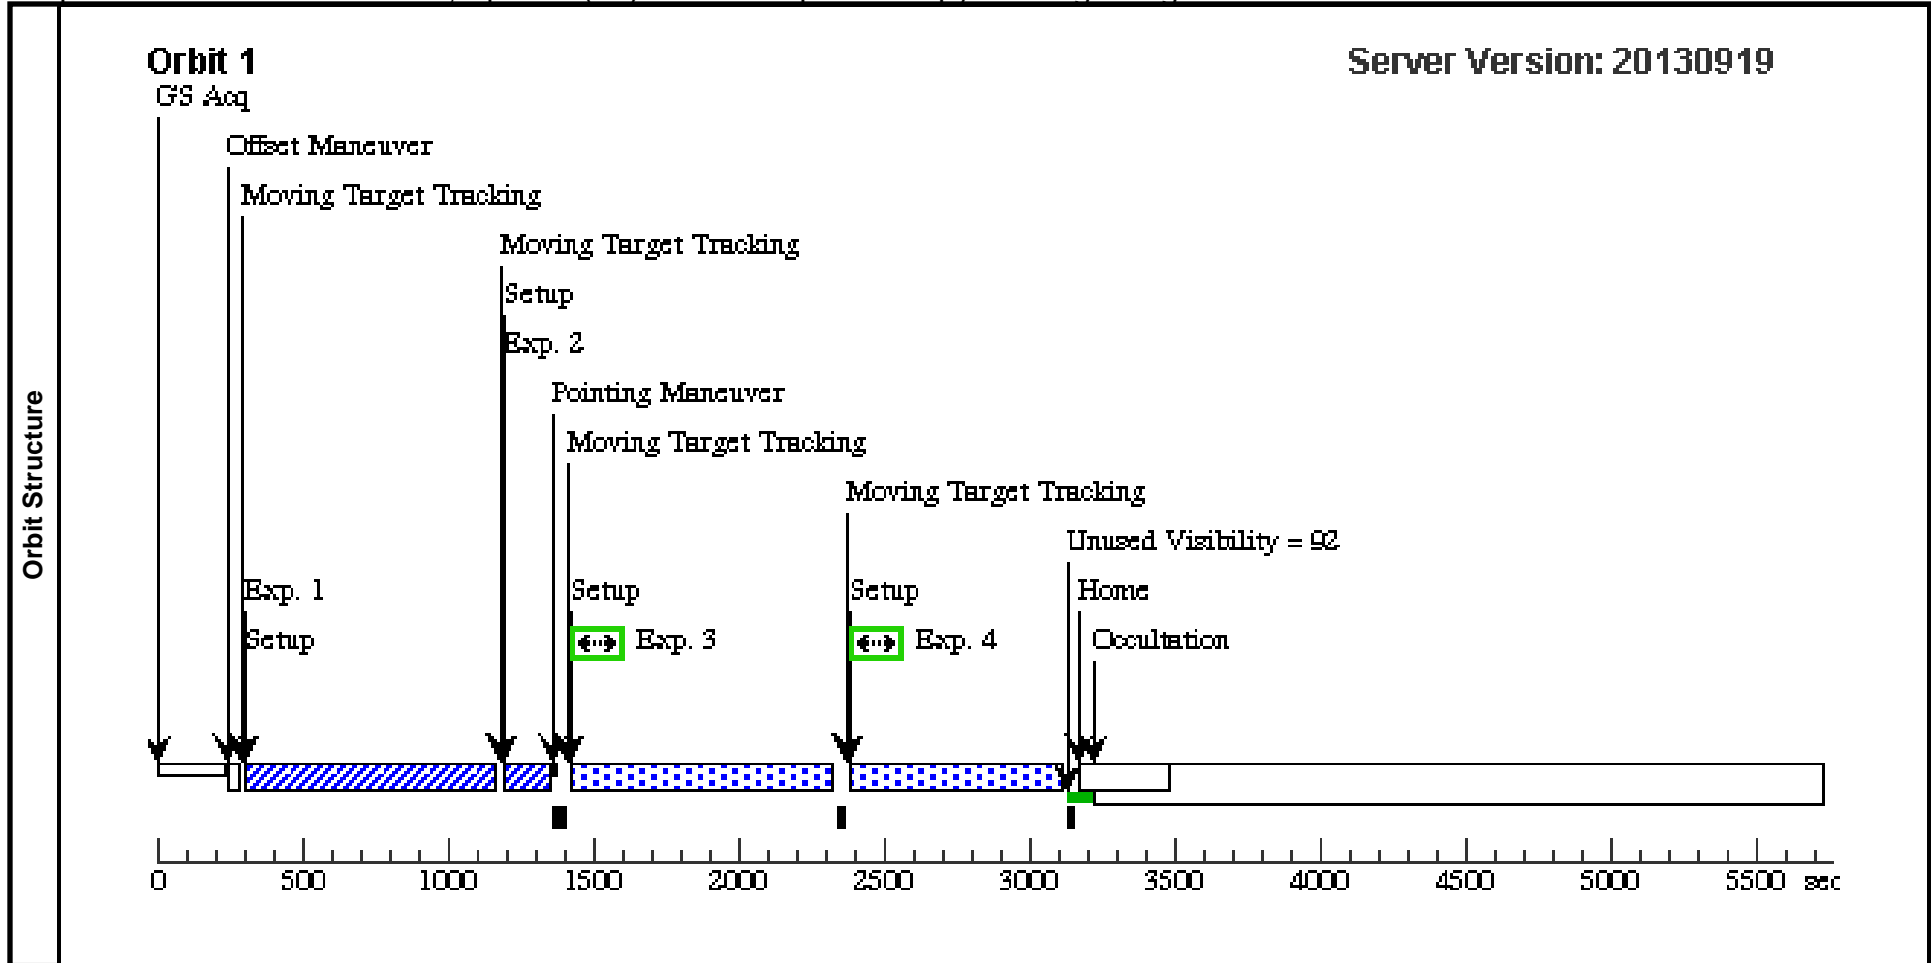 Orbit Structure
Orbit 1
Server Version: 20130919
GS Acq
Offset Maneuver
Moving Target Tracking
Moving Target Tracking
Setup
Exp. 2
Pointing Maneuver
Moving Target Tracking
Moving Target Tracking
Unused Visibility = 92
Exp. 1
Setup
Setup
Home
Setup
Exp. 3
Exp. 4
Occultation
0 500 1000 1500 2000 2500 3000 3500 4000 4500 5000 5500 sec